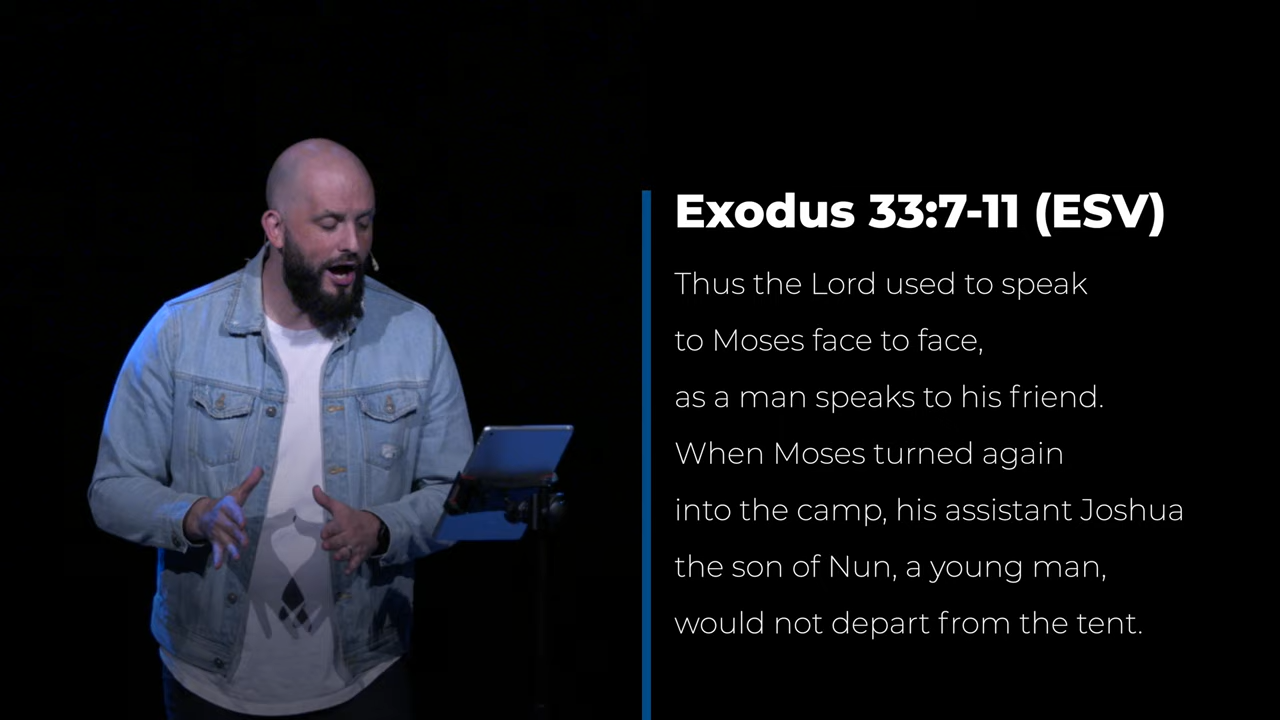 Exodus 33:7-11 (ESV)
Thus the Lord used to speak
to Moses face to face,
as a man speaks to his friend.
When Moses turned again
into the camp, his assistant Joshua
the son of Nun, a young man,
would not depart from the tent.